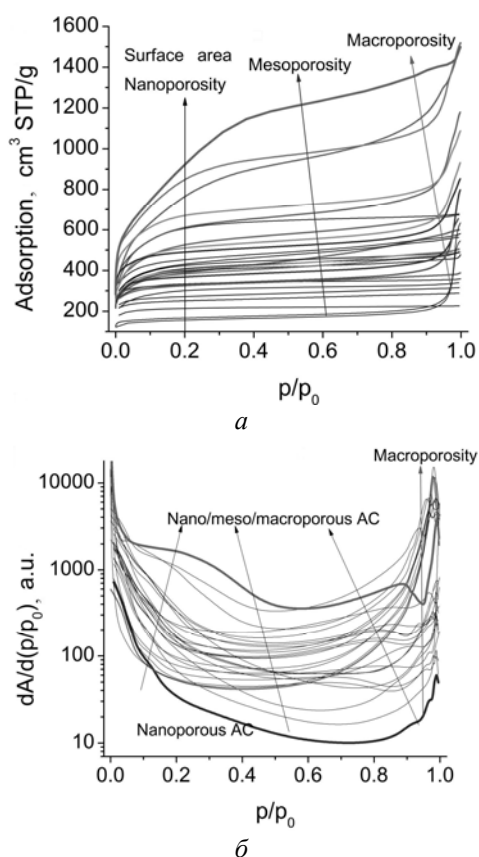 Adsorption, cm³ STP/g
1600
1400
1200
1000
800
600
400
200
Surface area
Nanoporosity
Mesoporosity
Macroporosity
0.0 0.2 0.4 0.6 0.8 1.0
p/p₀
а
dA/d(p/p₀), a.u.
10000
1000
100
10
Macroporosity
Nano/meso/macroporous AC
Nanoporous AC
0.0 0.2 0.4 0.6 0.8 1.0
p/p₀
б